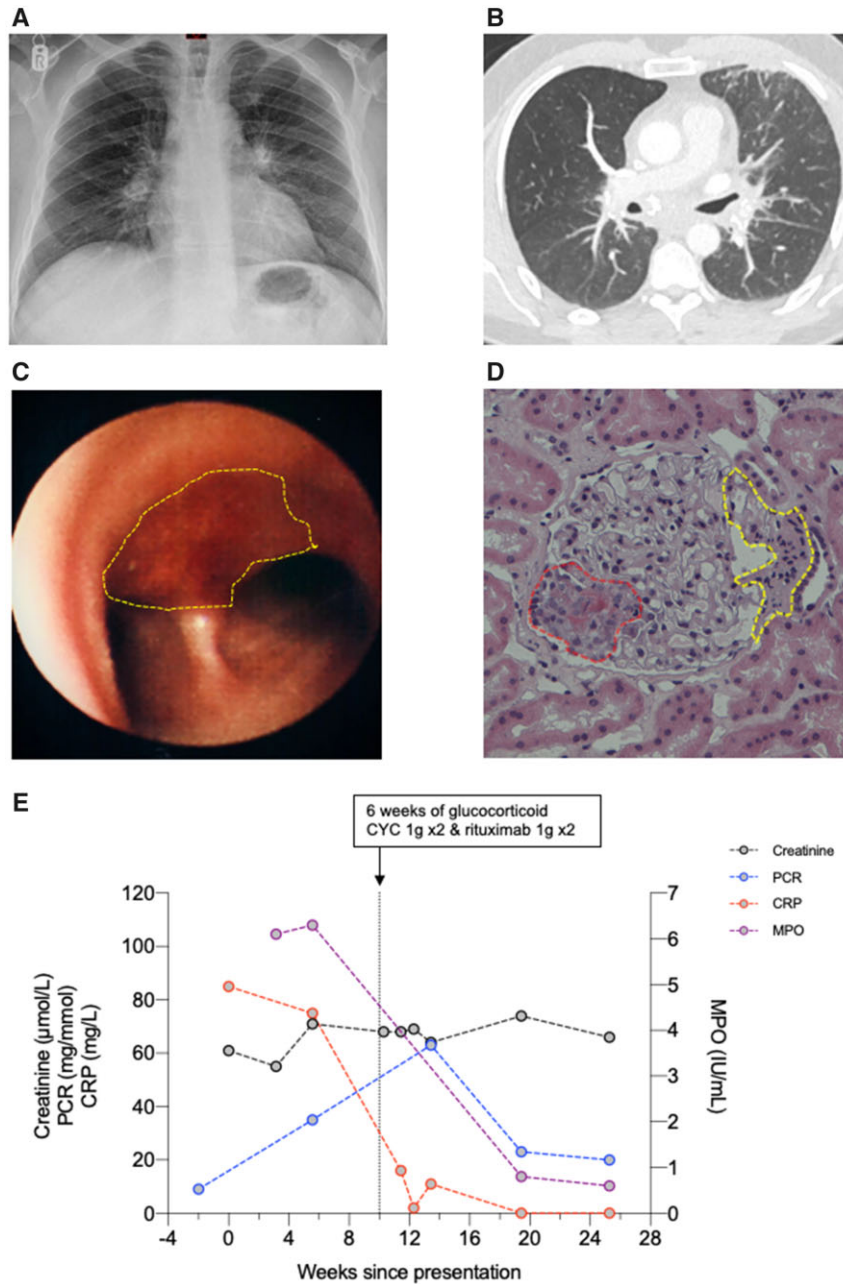 A
B
R
C
D
E
6 weeks of glucocorticoid
CYC 1g x2 & rituximab 1g x2
Creatinine
PCR
CRP
MPO
Creatinine (μmol/L)
PCR (mg/mmol)
CRP (mg/L)
120
100
80
60
40
20
0
7
6
5
4
3
2
1
0
MPO (IU/mL)
-4
0
4
8
12
16
20
24
28
Weeks since presentation